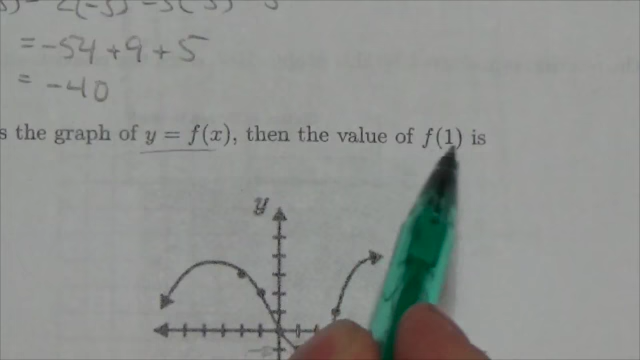 = -54 + 9 + 5
= -40
s the graph of y = f(x), then the value of f(1) is
y